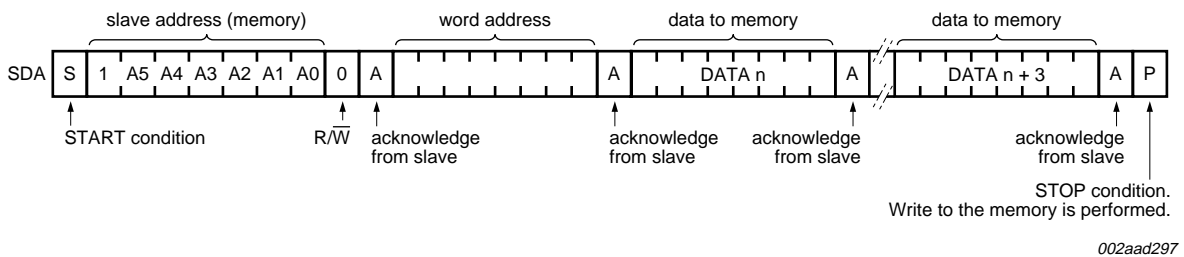 slave address (memory) word address data to memory data to memory
SDA S 1 A5 A4 A3 A2 A1 A0 0 A A DATA n A DATA n + 3 A P
START condition R/W̅ acknowledge from slave acknowledge from slave acknowledge from slave acknowledge from slave
STOP condition.
Write to the memory is performed.
002aad297